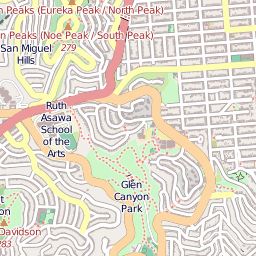 n Peaks (Eureka Peak / North Peak)
n Peaks (Noe Peak / South Peak)
San Miguel
Hills
279
Ruth
Asawa
School
of the
Arts
Glen
Canyon
Park
t
on
Davidson
283